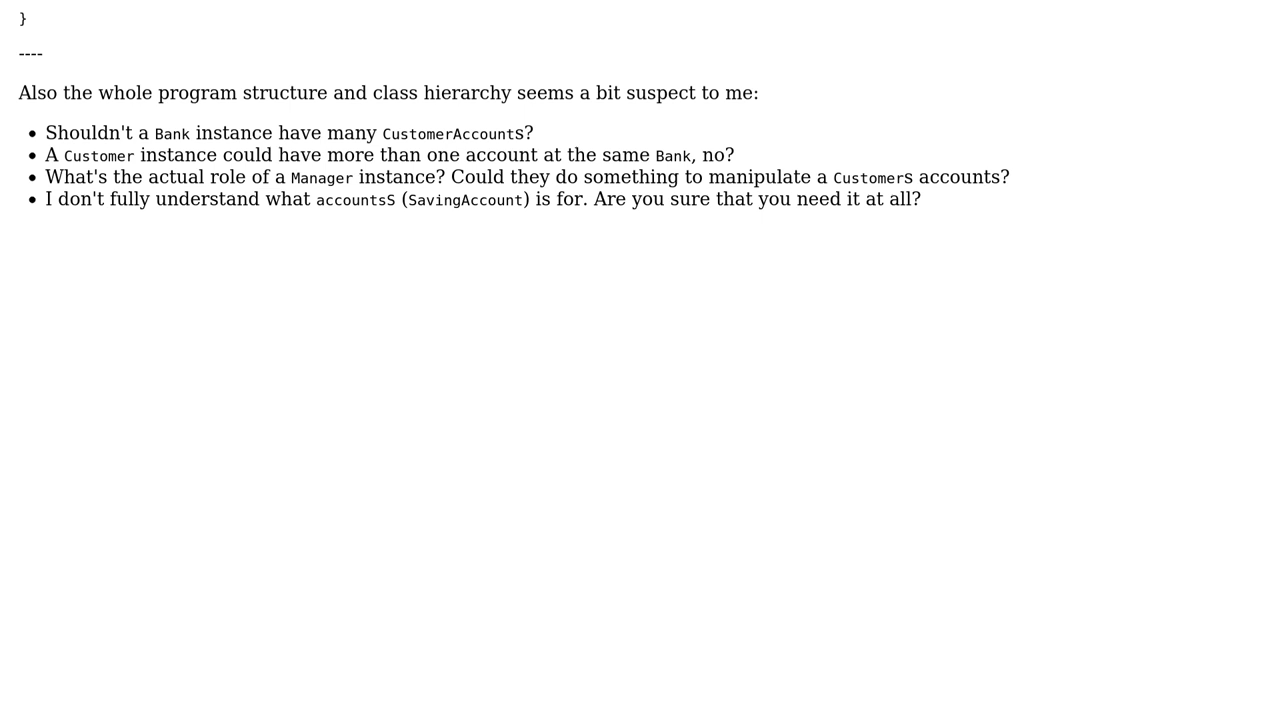 }
----
Also the whole program structure and class hierarchy seems a bit suspect to me:
• Shouldn't a Bank instance have many CustomerAccounts?
• A Customer instance could have more than one account at the same Bank, no?
• What's the actual role of a Manager instance? Could they do something to manipulate a Customers accounts?
• I don't fully understand what accountsS (SavingAccount) is for. Are you sure that you need it at all?